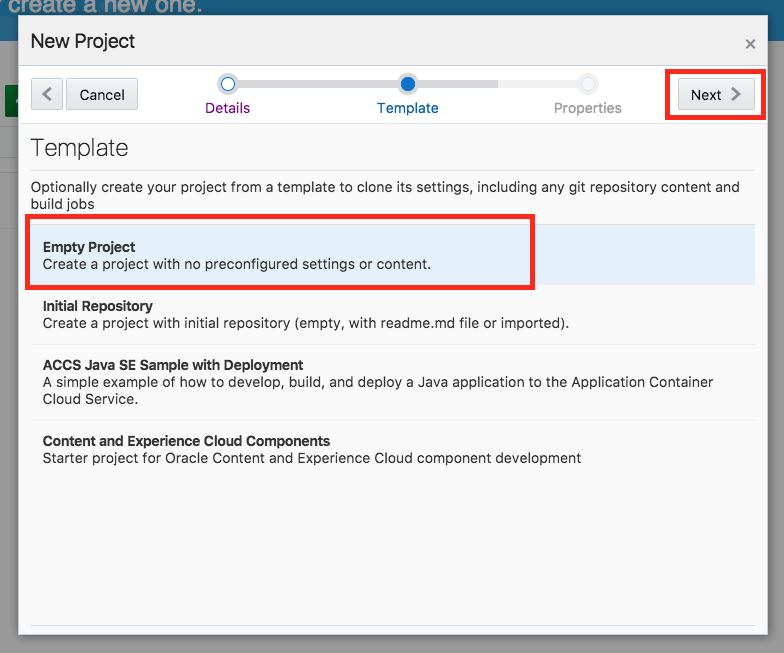 create a new one.
New Project
×
Cancel
Details
Template
Properties
Next
Template
Optionally create your project from a template to clone its settings, including any git repository content and
build jobs
Empty Project
Create a project with no preconfigured settings or content.
Initial Repository
Create a project with initial repository (empty, with readme.md file or imported).
ACCS Java SE Sample with Deployment
A simple example of how to develop, build, and deploy a Java application to the Application Container
Cloud Service.
Content and Experience Cloud Components
Starter project for Oracle Content and Experience Cloud component development